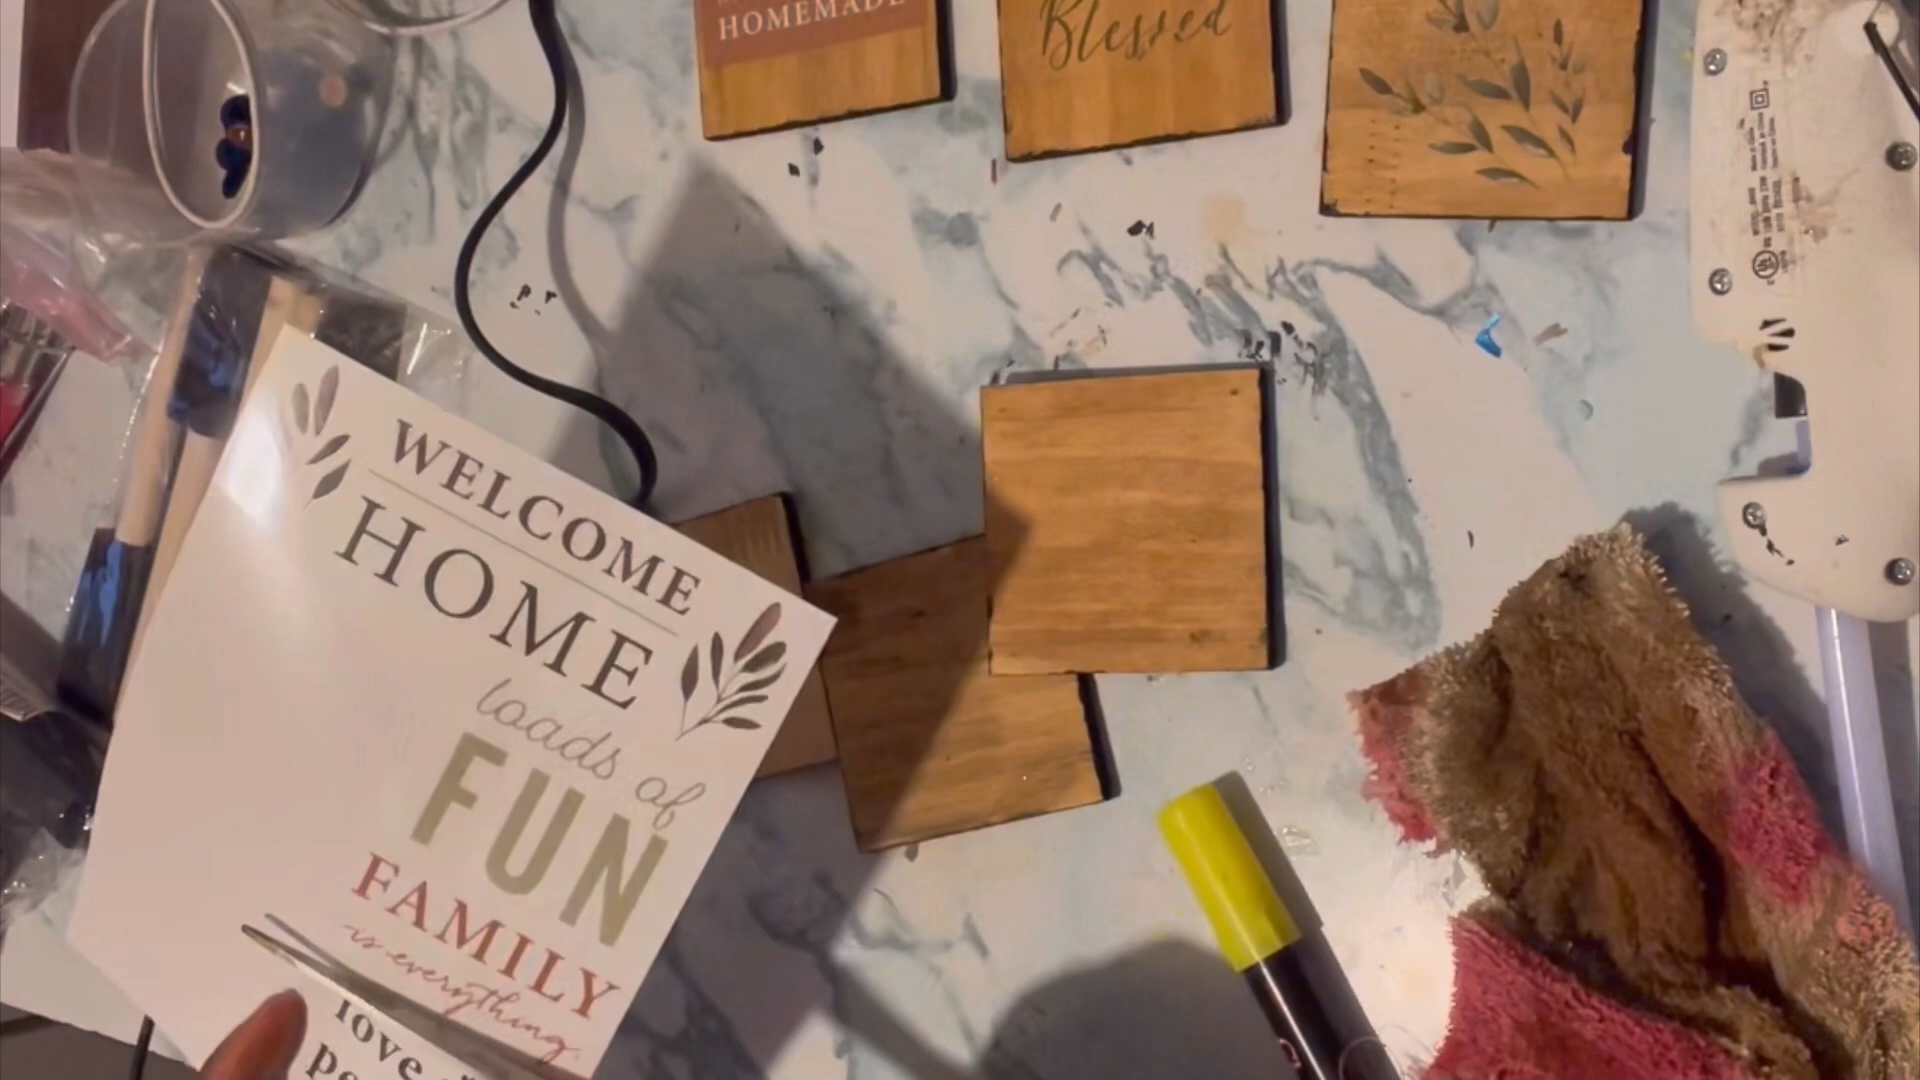 HOMEMADE
Blessed
WELCOME
HOME
loads of
FUN
FAMILY
is everything
love